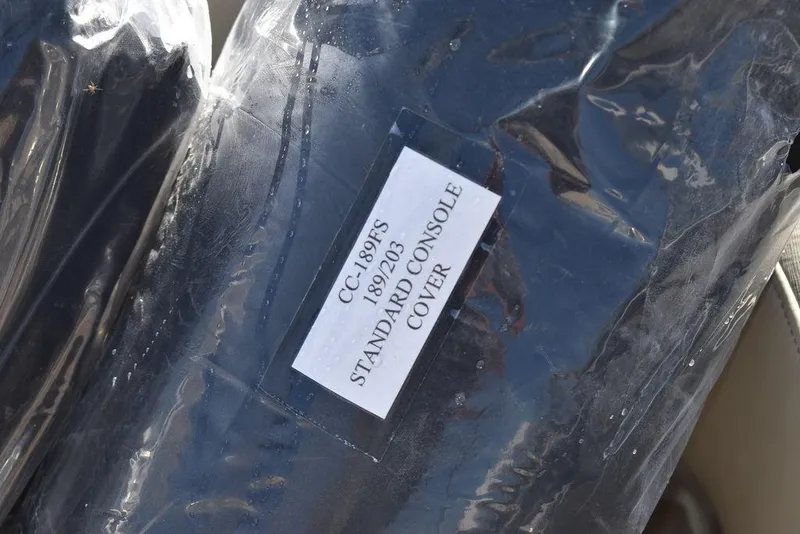 CC-189FS
189/203
STANDARD CONSOLE
COVER